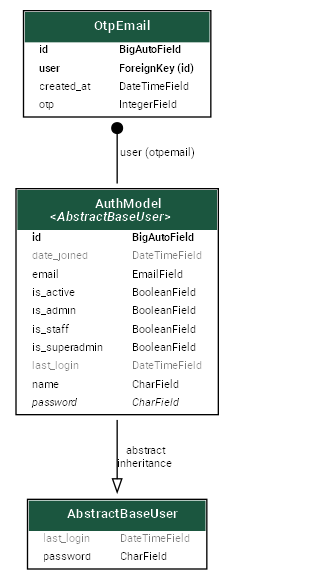 OtpEmail
id BigAutoField
user ForeignKey (id)
created_at DateTimeField
otp IntegerField
user (otpemail)
AuthModel
<AbstractBaseUser>
id BigAutoField
date_joined DateTimeField
email EmailField
is_active BooleanField
is_admin BooleanField
is_staff BooleanField
is_superadmin BooleanField
last_login DateTimeField
name CharField
password CharField
abstract
inheritance
AbstractBaseUser
last_login DateTimeField
password CharField